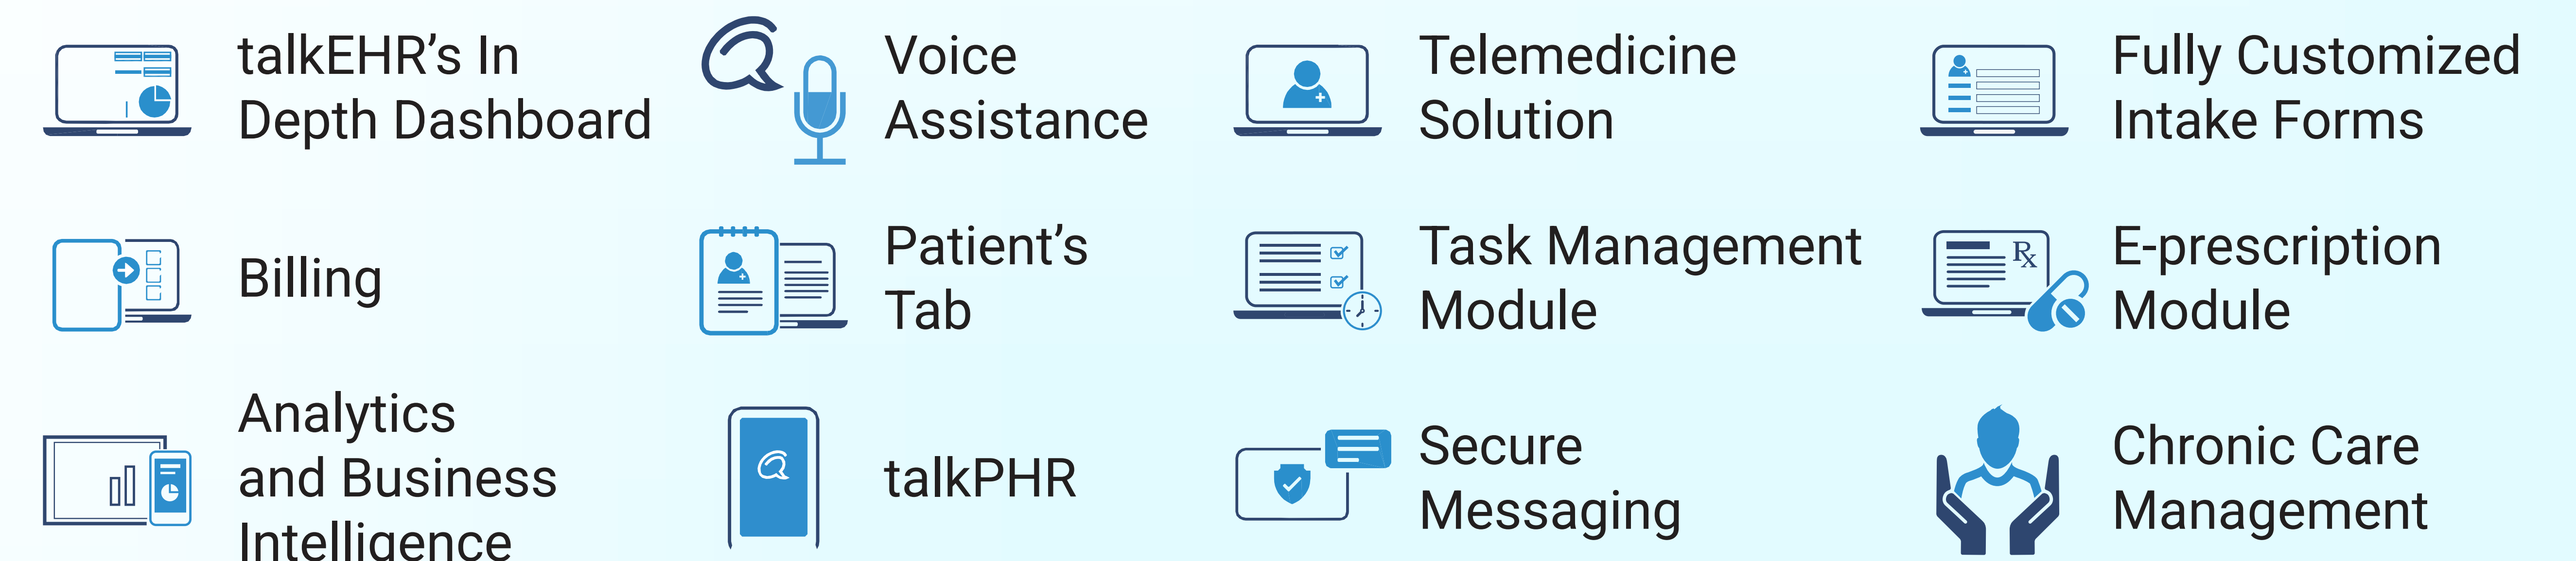 talkEHR’s In
Depth Dashboard
Voice
Assistance
Telemedicine
Solution
Fully Customized
Intake Forms
Billing
Patient’s
Tab
Task Management
Module
Rx
E-prescription
Module
Analytics
and Business
Intelligence
talkPHR
Secure
Messaging
Chronic Care
Management